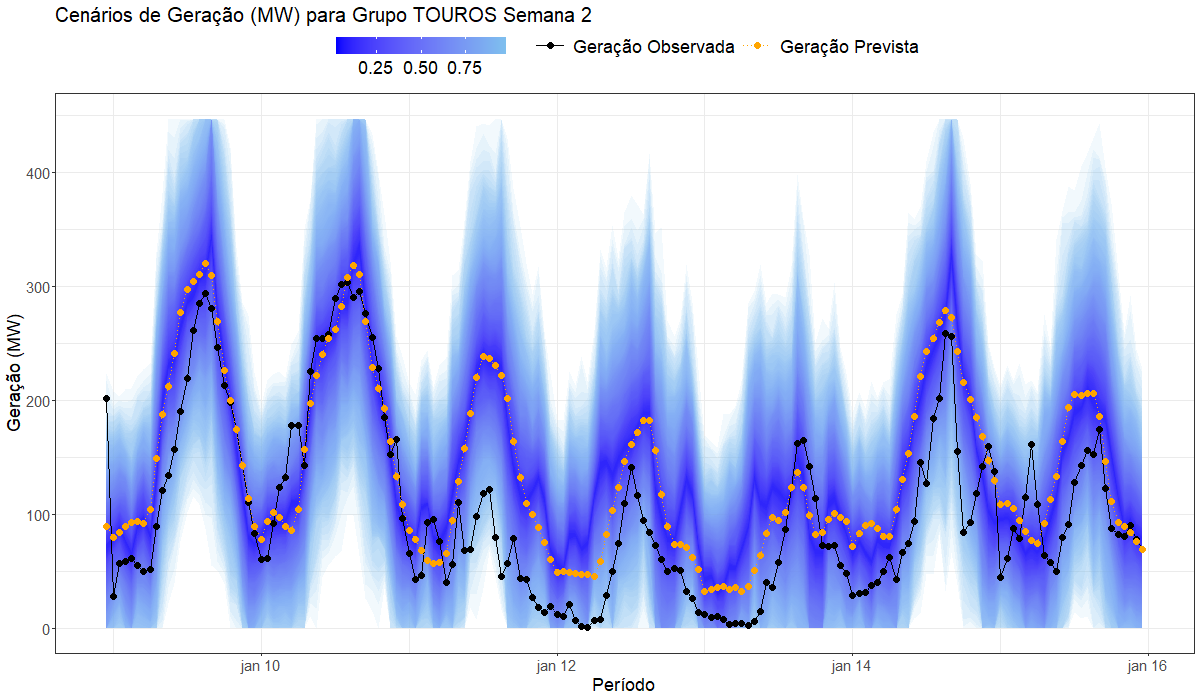 Cenários de Geração (MW) para Grupo TOUROS Semana 2
0.25 0.50 0.75
Geração Observada
Geração Prevista
Geração (MW)
400
300
200
100
0
jan 10
jan 12
jan 14
jan 16
Período